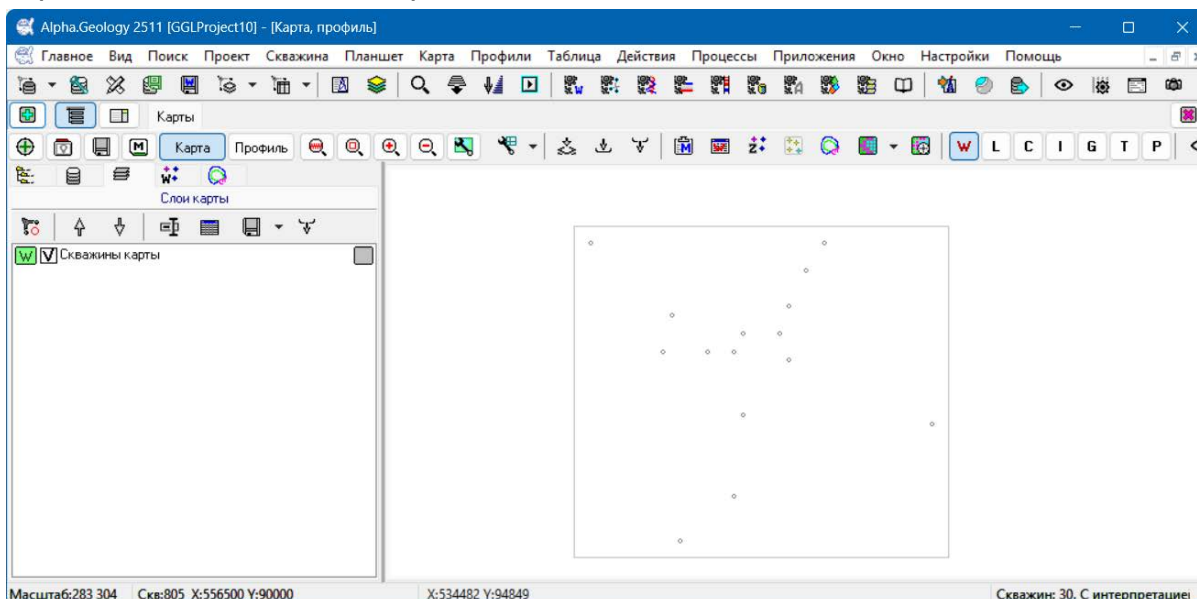 Alpha.Geology 2511 [GGLProject10] - [Карта, профиль]
Главное Вид Поиск Проект Скважина Планшет Карта Профили Таблица Действия Процессы Приложения Окно Настройки Помощь
Карты
M Карта Профиль M Z W L C I G T P
W
Слои карты
W Скважины карты
Масштаб:283 304 Скв:805 X:556500 Y:90000 X:534482 Y:94849 Скважин: 30. С интерпретацие